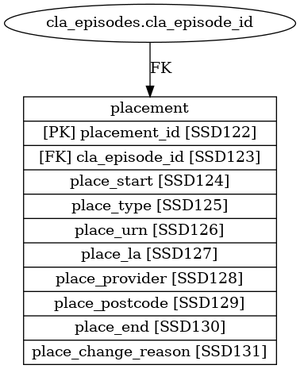 cla_episodes.cla_episode_id
FK
placement
[PK] placement_id [SSD122]
[FK] cla_episode_id [SSD123]
place_start [SSD124]
place_type [SSD125]
place_urn [SSD126]
place_la [SSD127]
place_provider [SSD128]
place_postcode [SSD129]
place_end [SSD130]
place_change_reason [SSD131]